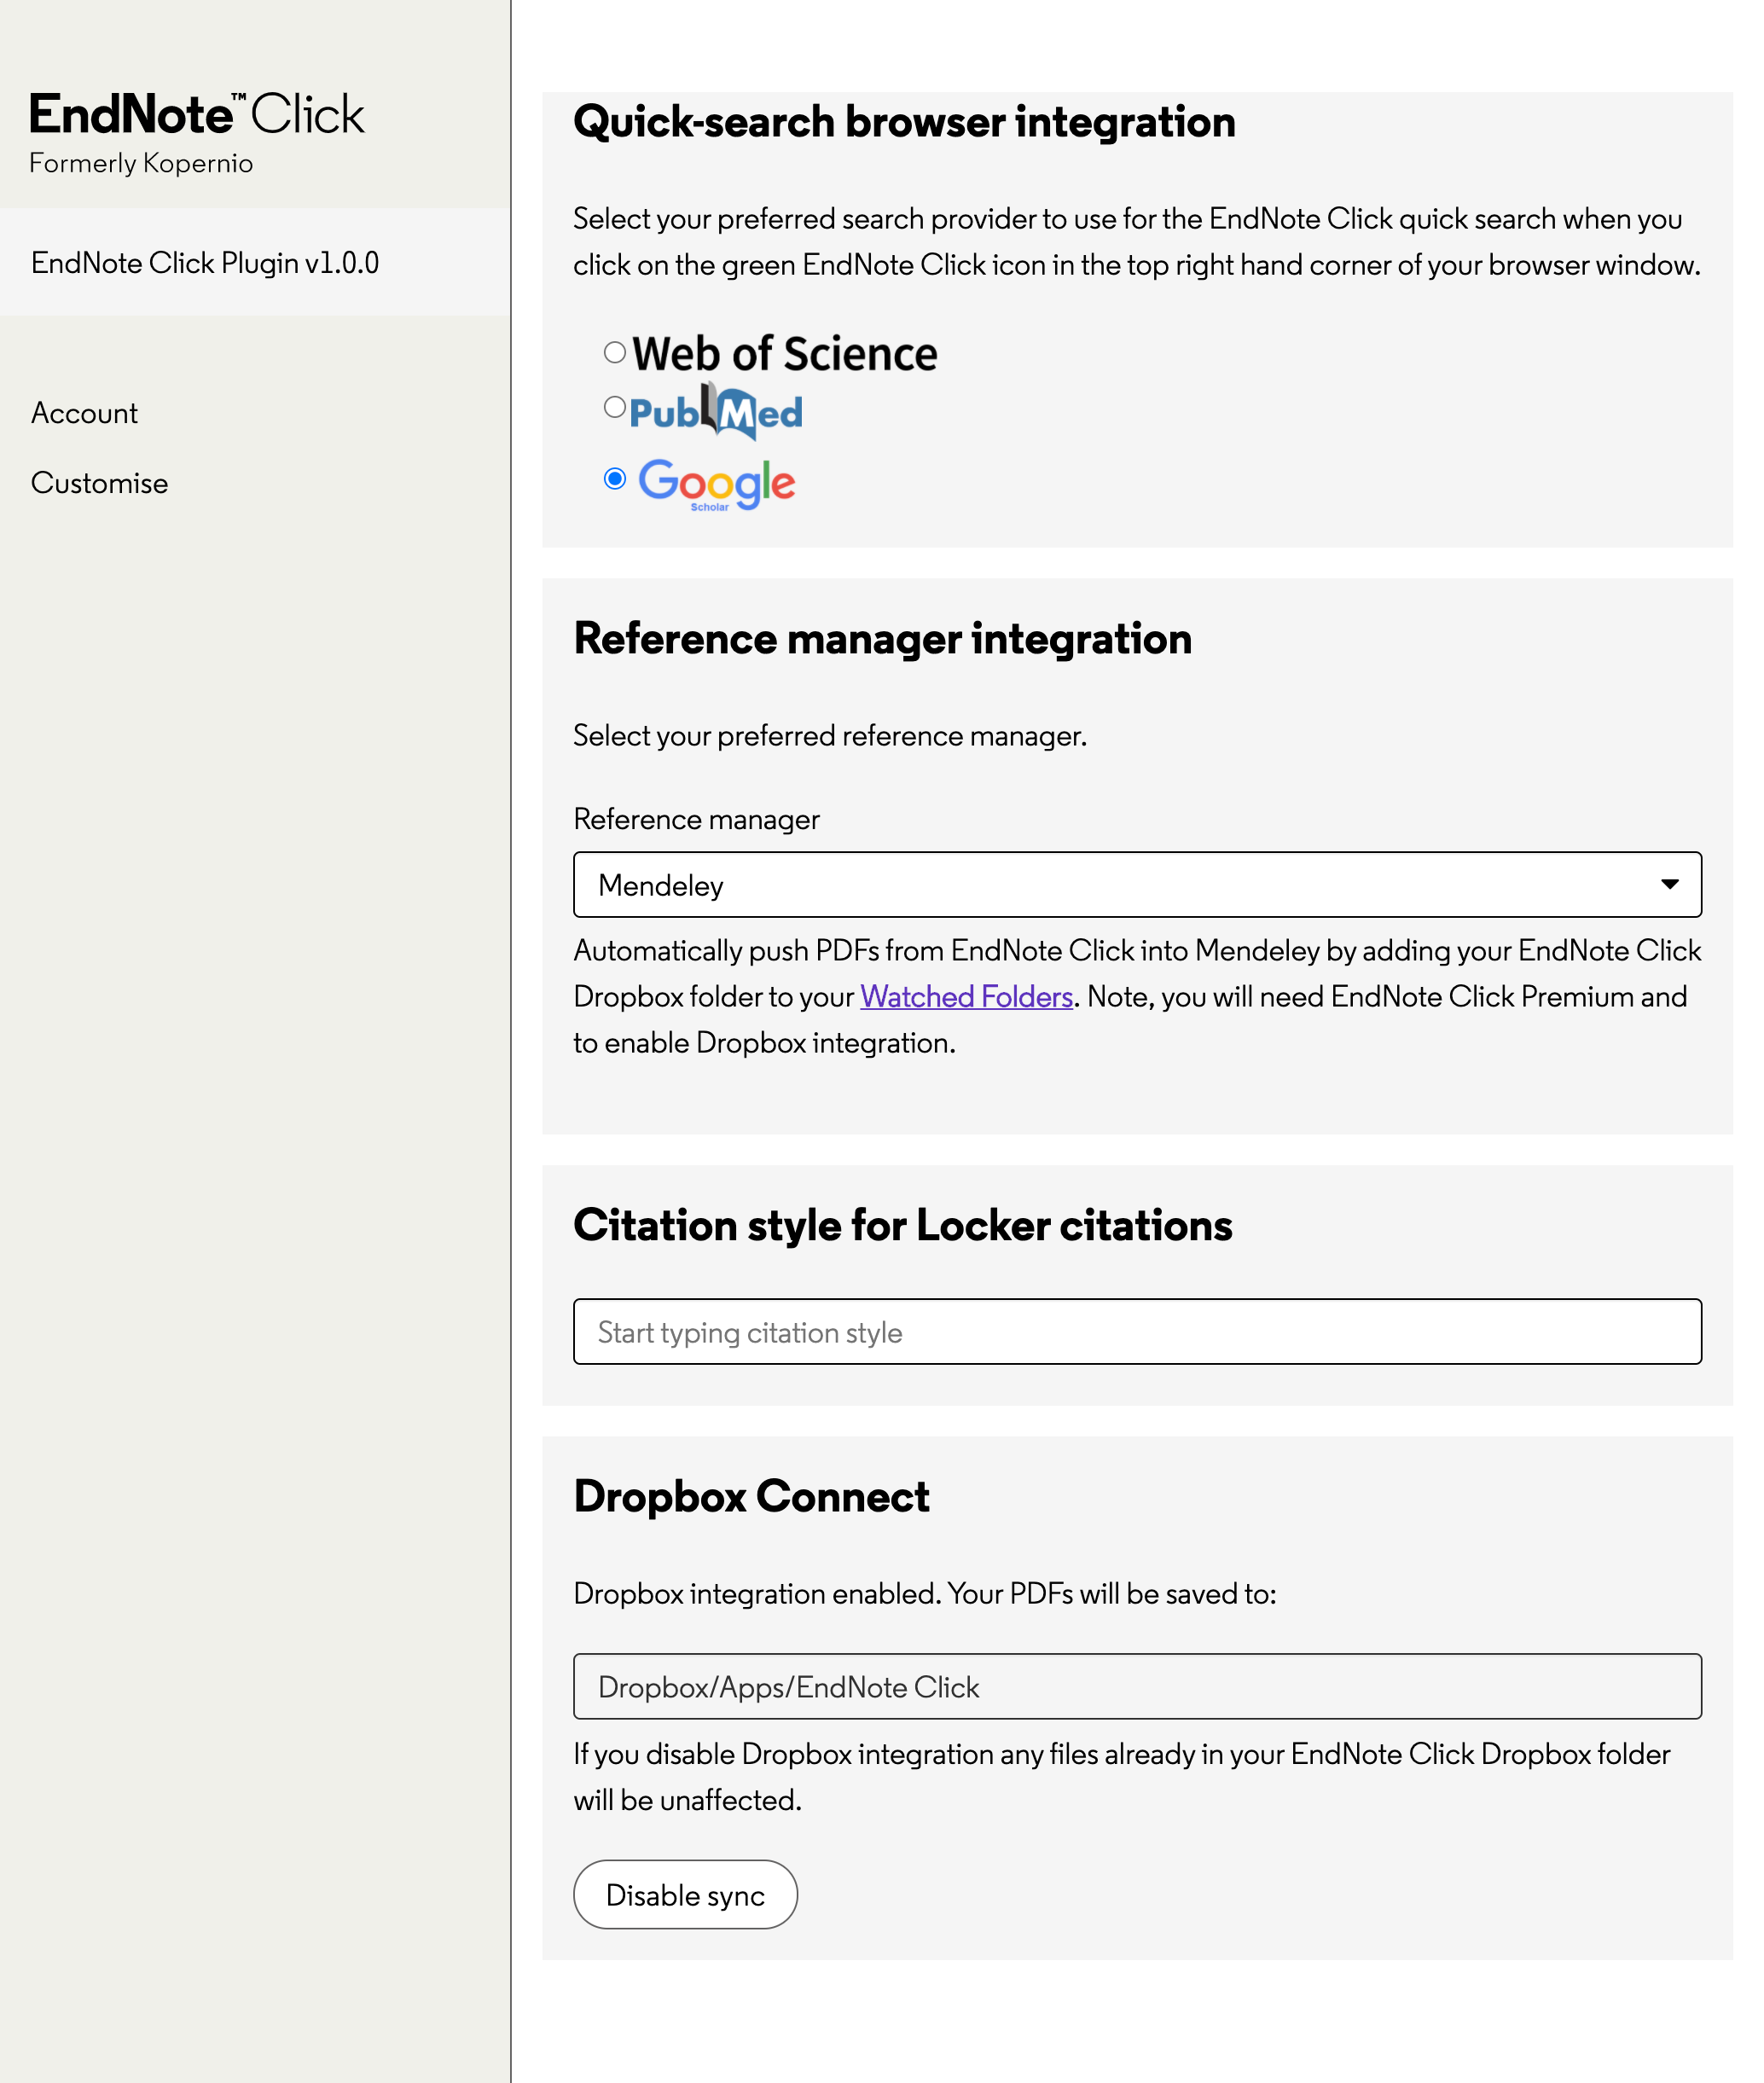 EndNote™ Click
Formerly Kopernio
EndNote Click Plugin v1.0.0
Account
Customise
Quick-search browser integration
Select your preferred search provider to use for the EndNote Click quick search when you
click on the green EndNote Click icon in the top right hand corner of your browser window.
Web of Science
PubMed
Google
Scholar
Reference manager integration
Select your preferred reference manager.
Reference manager
Mendeley
Automatically push PDFs from EndNote Click into Mendeley by adding your EndNote Click
Dropbox folder to your Watched Folders. Note, you will need EndNote Click Premium and
to enable Dropbox integration.
Citation style for Locker citations
Start typing citation style
Dropbox Connect
Dropbox integration enabled. Your PDFs will be saved to:
Dropbox/Apps/EndNote Click
If you disable Dropbox integration any files already in your EndNote Click Dropbox folder
will be unaffected.
Disable sync